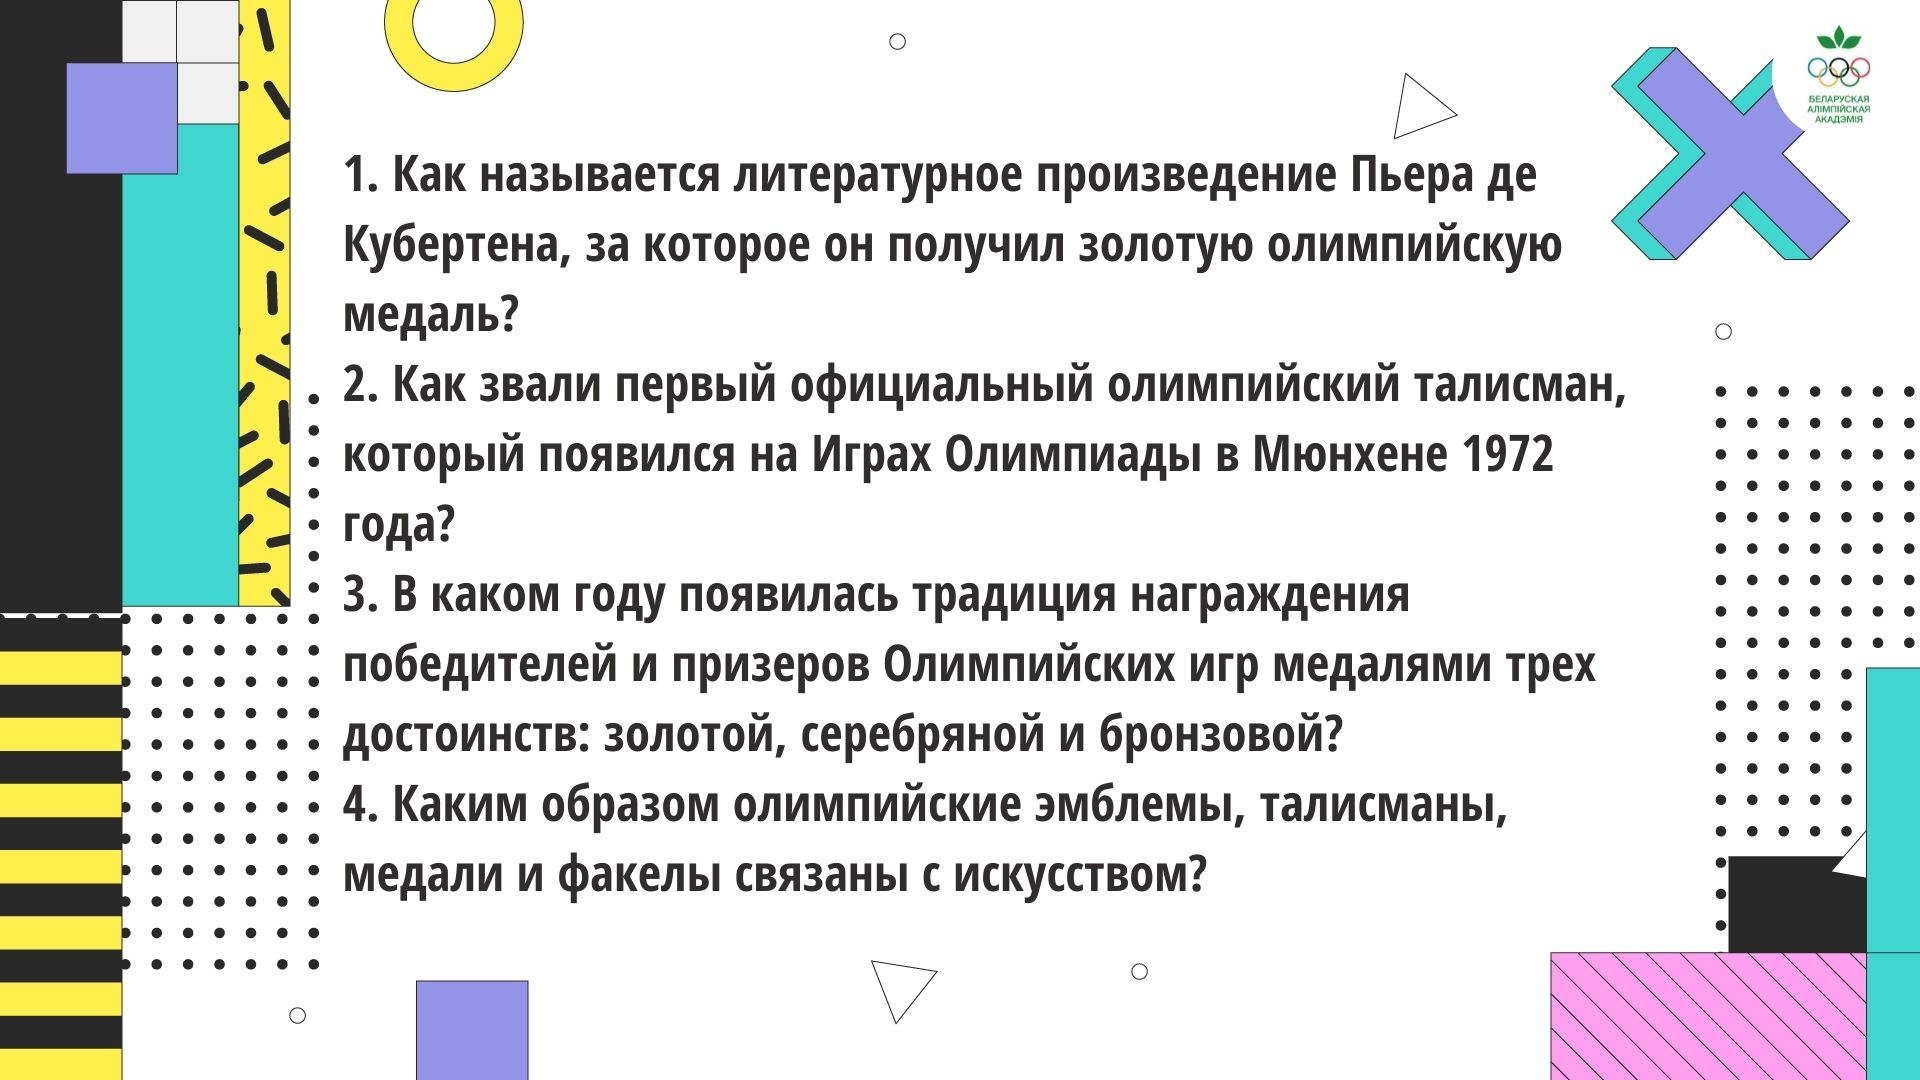 БЕЛАРУСКАЯ
АЛІМПІЙСКАЯ
АКАДЭМІЯ
1. Как называется литературное произведение Пьера де
Кубертена, за которое он получил золотую олимпийскую
медаль?
2. Как звали первый официальный олимпийский талисман,
который появился на Играх Олимпиады в Мюнхене 1972
года?
3. В каком году появилась традиция награждения
победителей и призеров Олимпийских игр медалями трех
достоинств: золотой, серебряной и бронзовой?
4. Каким образом олимпийские эмблемы, талисманы,
медали и факелы связаны с искусством?